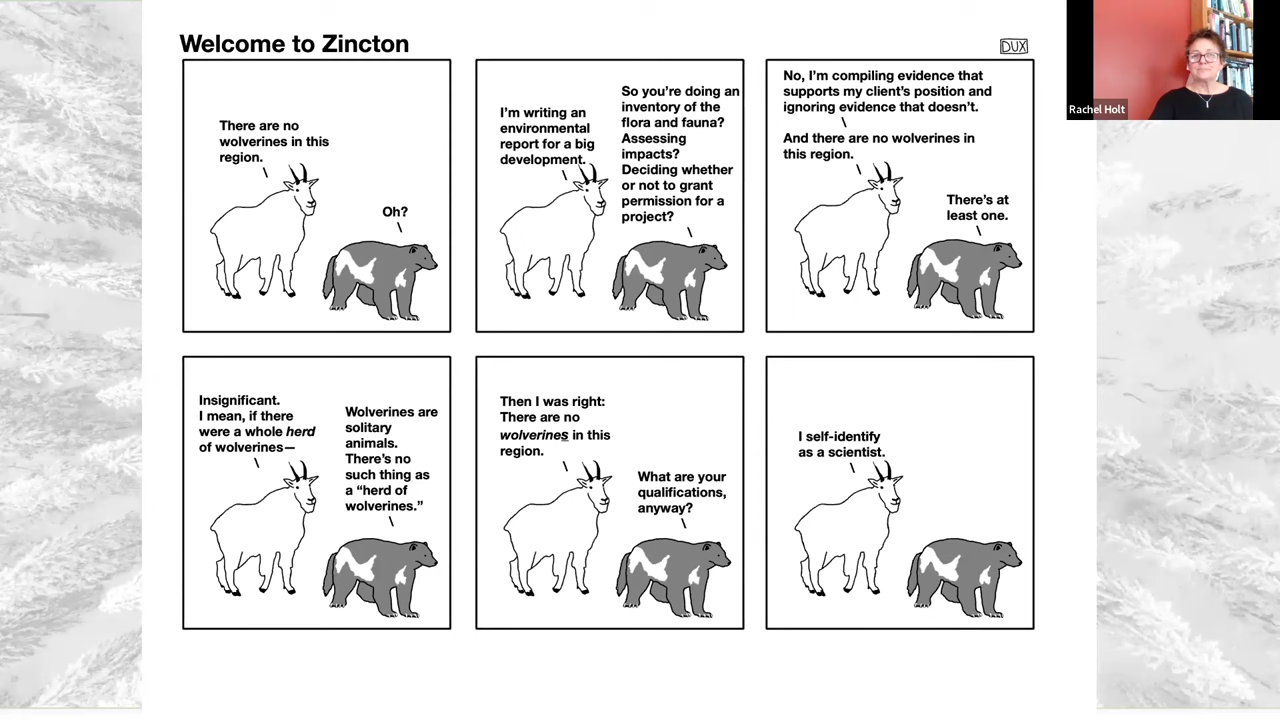 Welcome to Zincton
DUX
Rachel Holt
There are no
wolverines in this
region.
Oh?
I'm writing an
environmental
report for a big
development.
So you're doing an
inventory of the
flora and fauna?
Assessing
impacts?
Deciding whether
or not to grant
permission for a
project?
No, I'm compiling evidence that
supports my client's position and
ignoring evidence that doesn't.
And there are no wolverines in
this region.
There's at
least one.
Insignificant.
I mean, if there
were a whole herd
of wolverines—
Wolverines are
solitary
animals.
There's no
such thing as
a “herd of
wolverines.”
Then I was right:
There are no
wolverines in this
region.
What are your
qualifications,
anyway?
I self-identify
as a scientist.